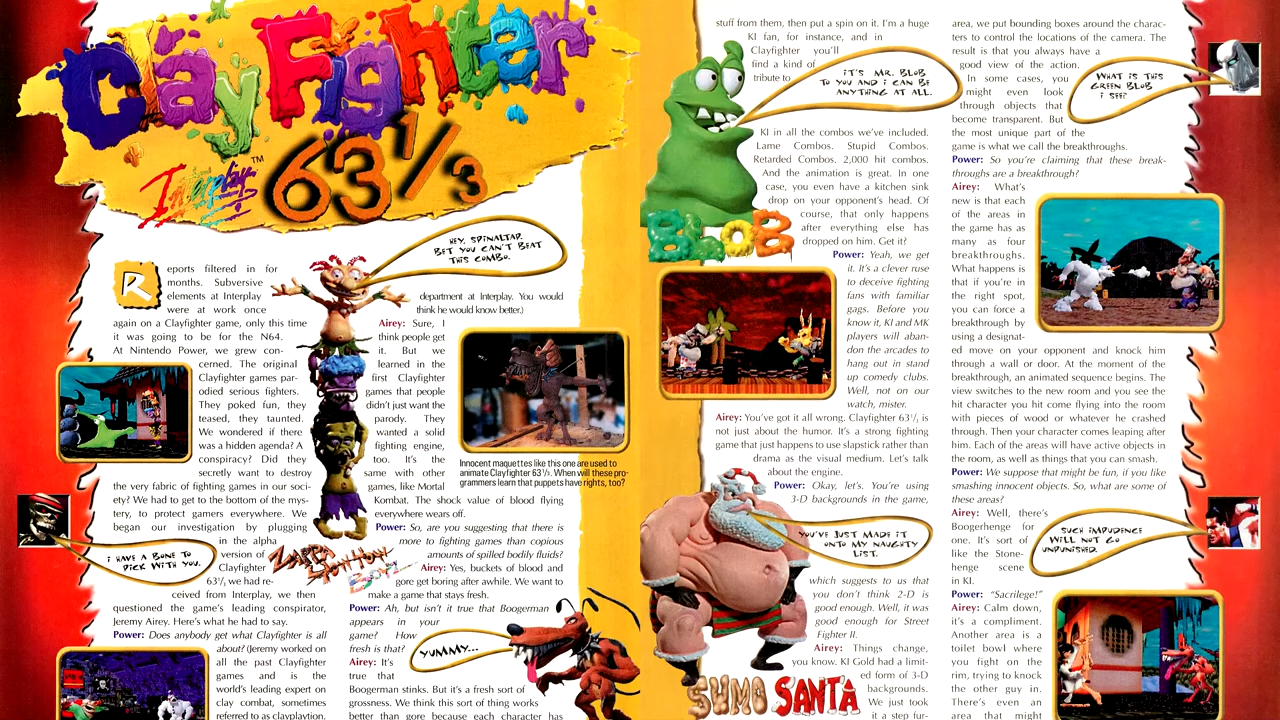 Clay Fighter
63 1/3
Interplay™
HEY, SPINALTAP.
BET YOU CAN'T BEAT
THIS COMBO.
Reports filtered in for
months. Subversive
elements at Interplay
were at work once
again on a Clayfighter game, only this time
it was going to be for the N64.
At Nintendo Power, we grew con-
cerned. The original
Clayfighter games par-
odied serious fighters.
They poked fun, they
teased, they taunted.
We wondered if there
was a hidden agenda? A
conspiracy? Did they
secretly want to destroy
the very fabric of fighting games in our soci-
ety? We had to get to the bottom of the mys-
tery, to protect gamers everywhere. We
began our investigation by plugging
in the alpha
version of
Clayfighter
63¹/₃ we had re-
ceived from Interplay, we then
questioned the game's leading conspirator,
Jeremy Airey. Here's what he had to say.
Power: Does anybody get what Clayfighter is all
about? (Jeremy worked on
all the past Clayfighter
games and is the
world's leading expert on
clay combat, sometimes
referred to as clayplaytion.
I HAVE A BONE TO
PICK WITH YOU.
department at Interplay. You would
think he would know better.)
Airey: Sure, I
think people get
it. But we
learned in the
first Clayfighter
games that people
didn't just want the
parody. They
wanted a solid
fighting engine,
too. It's the
same with other
games, like Mortal
Kombat. The shock value of blood flying
everywhere wears off.
Power: So, are you suggesting that there is
more to fighting games than copious
amounts of spilled bodily fluids?
Airey: Yes, buckets of blood and
gore get boring after awhile. We want to
make a game that stays fresh.
Power: Ah, but isn't it true that Boogerman
appears in your
game? How
fresh is that?
Airey: It's
true that
Boogerman stinks. But it's a fresh sort of
grossness. We think this sort of thing works
better than gore because each character has
Innocent maquettes like this one are used to
animate Clayfighter 63¹/₃. When will these pro-
grammers learn that puppets have rights, too?
ZAPPA
YOW YOW
BOYZ
YUMMY...
stuff from them, then put a spin on it. I'm a huge
KI fan, for instance, and in
Clayfighter you'll
find a kind of
tribute to
KI in all the combos we've included.
Lame Combos. Stupid Combos.
Retarded Combos. 2,000 hit combos.
And the animation is great. In one
case, you even have a kitchen sink
drop on your opponent's head. Of
course, that only happens
after everything else has
dropped on him. Get it?
Power: Yeah, we get
it. It's a clever ruse
to deceive fighting
fans with familiar
gags. Before you
know it, KI and MK
players will aban-
don the arcades to
hang out in stand
up comedy clubs.
Well, not on our
watch, mister.
Airey: You've got it all wrong. Clayfighter 63¹/₃ is
not just about the humor. It's a strong fighting
game that just happens to use slapstick rather than
drama as the visual medium. Let's talk
about the engine.
Power: Okay, let's. You're using
3-D backgrounds in the game,
which suggests to us that
you don't think 2-D is
good enough. Well, it was
good enough for Street
Fighter II.
Airey: Things change,
you know. KI Gold had a limit-
ed form of 3-D
backgrounds.
We just took
it a step fur-
IT'S MR. BLOB
TO YOU AND I CAN BE
ANYTHING AT ALL.
BLOB
YOU'VE JUST MADE IT
ONTO MY NAUGHTY
LIST.
SUMO SANTA
area, we put bounding boxes around the charac-
ters to control the locations of the camera. The
result is that you always have a
good view of the action.
In some cases, you
might even look
through objects that
become transparent. But
the most unique part of the
game is what we call the breakthroughs.
Power: So you're claiming that these break-
throughs are a breakthrough?
Airey: What's
new is that each
of the areas in
the game has as
many as four
breakthroughs.
What happens is
that if you're in
the right spot,
you can force a
breakthrough by
using a designat-
ed move on your opponent and knock him
through a wall or door. At the moment of the
breakthrough, an animated sequence begins. The
view switches to the new room and you see the
hit character you hit come flying into the room
with pieces of wood or whatever he crashed
through. Then your character comes leaping after
him. Each of the areas will have active objects in
the room, as well as things that you can smash.
Power: We suppose that might be fun, if you like
smashing innocent objects. So, what are some of
these areas?
Airey: Well, there's
Boogerhenge for
one. It's sort of
like the Stone-
henge scene
in KI.
Power: "Sacrilege!"
Airey: Calm down,
it's a compliment.
Another area is a
toilet bowl where
you fight on the
rim, trying to knock
the other guy in.
There's even an
area that might
WHAT IS THIS
GREEN BLOB
I SEE?
SUCH IMPUDENCE
WILL NOT GO
UNPUNISHED.